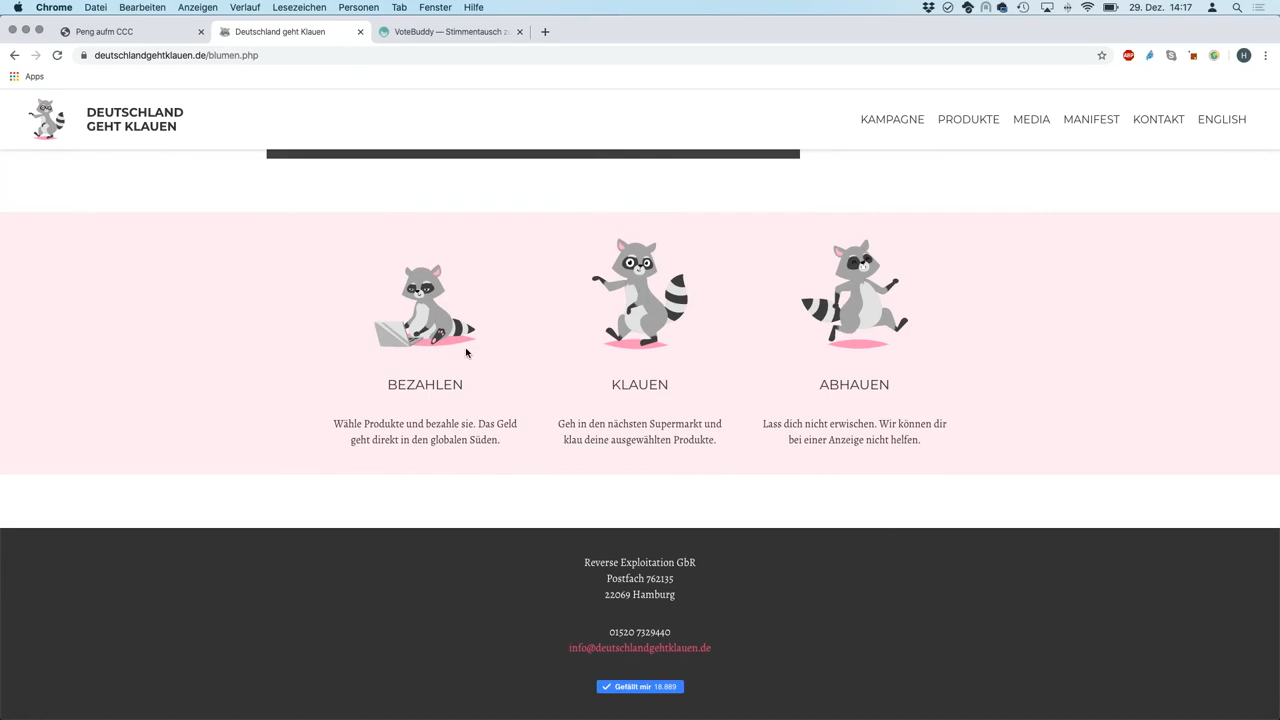 Chrome Datei Bearbeiten Anzeigen Verlauf Lesezeichen Personen Tab Fenster Hilfe 29. Dez. 14:17
Peng aufm CCC Deutschland geht Klauen VoteBuddy — Stimmentausch
deutschlandgehtklauen.de/blumen.php ABP H
Apps
DEUTSCHLAND
GEHT KLAUEN
KAMPAGNE PRODUKTE MEDIA MANIFEST KONTAKT ENGLISH
BEZAHLEN
Wähle Produkte und bezahle sie. Das Geld
geht direkt in den globalen Süden.
KLAUEN
Geh in den nächsten Supermarkt und
klau deine ausgewählten Produkte.
ABHAUEN
Lass dich nicht erwischen. Wir können dir
bei einer Anzeige nicht helfen.
Reverse Exploitation GbR
Postfach 762135
22069 Hamburg
01520 7329440
info@deutschlandgehtklauen.de
Gefällt mir 18.889